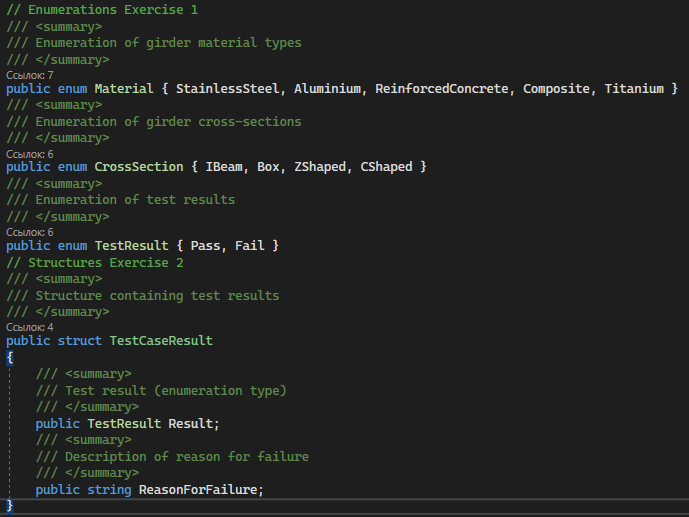 // Enumerations Exercise 1
/// <summary>
/// Enumeration of girder material types
/// </summary>
Ссылок: 7
public enum Material { StainlessSteel, Aluminium, ReinforcedConcrete, Composite, Titanium }
/// <summary>
/// Enumeration of girder cross-sections
/// </summary>
Ссылок: 6
public enum CrossSection { IBeam, Box, ZShaped, CShaped }
/// <summary>
/// Enumeration of test results
/// </summary>
Ссылок: 6
public enum TestResult { Pass, Fail }
// Structures Exercise 2
/// <summary>
/// Structure containing test results
/// </summary>
Ссылок: 4
public struct TestCaseResult
{
/// <summary>
/// Test result (enumeration type)
/// </summary>
public TestResult Result;
/// <summary>
/// Description of reason for failure
/// </summary>
public string ReasonForFailure;
}